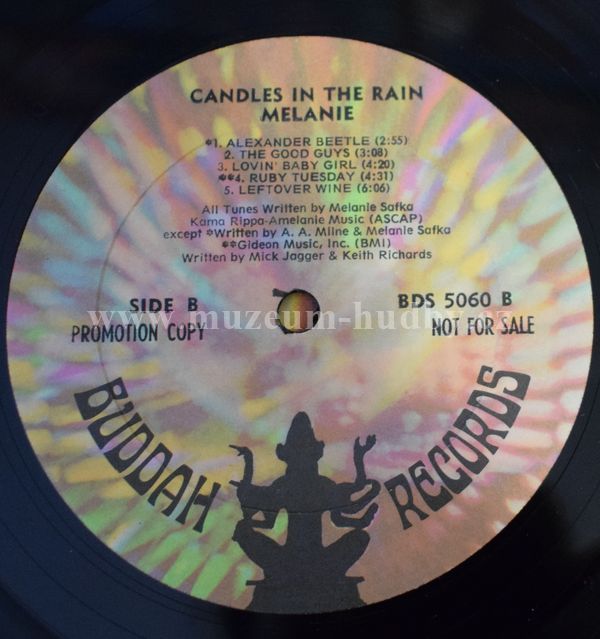 CANDLES IN THE RAIN
MELANIE
*1. ALEXANDER BEETLE (2:55)
2. THE GOOD GUYS (3:08)
3. LOVIN' BABY GIRL (4:20)
**4. RUBY TUESDAY (4:31)
5. LEFTOVER WINE (6:06)
All Tunes Written by Melanie Safka
Kama Rippa-Amelanie Music (ASCAP)
except *Written by A. A. Milne & Melanie Safka
**Gideon Music, Inc. (BMI)
Written by Mick Jagger & Keith Richards
SIDE B
BDS 5060 B
www.muzeum-hudby.cz
PROMOTION COPY
NOT FOR SALE
BUDDAH RECORDS